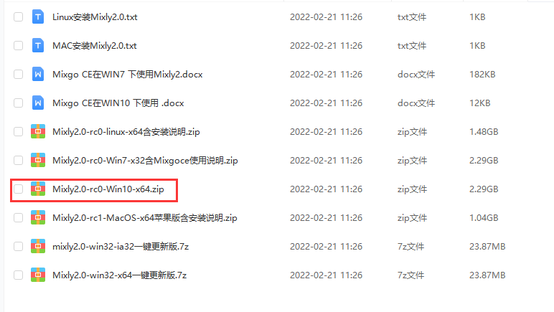 Linux安装Mixly2.0.txt 2022-02-21 11:26 txt文件 1KB
MAC安装Mixly2.0.txt 2022-02-21 11:26 txt文件 1KB
Mixgo CE在WIN7 下使用Mixly2.docx 2022-02-21 11:26 docx文件 182KB
Mixgo CE在WIN10 下使用 .docx 2022-02-21 11:26 docx文件 12KB
Mixly2.0-rc0-linux-x64含安装说明.zip 2022-02-21 11:26 zip文件 1.48GB
Mixly2.0-rc0-Win7-x32含Mixgoce使用说明.zip 2022-02-21 11:26 zip文件 2.29GB
Mixly2.0-rc0-Win10-x64.zip 2022-02-21 11:26 zip文件 2.29GB
Mixly2.0-rc1-MacOS-x64苹果版含安装说明.zip 2022-02-21 11:26 zip文件 1.04GB
mixly2.0-win32-ia32一键更新版.7z 2022-02-21 11:26 7z文件 23.87MB
Mixly2.0-win32-x64一键更新版.7z 2022-02-21 11:26 7z文件 23.87MB